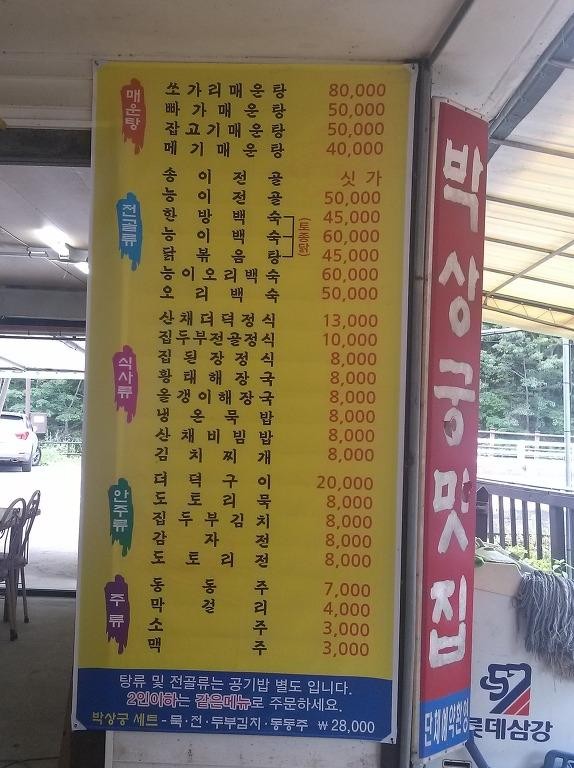 매운탕
쏘가리매운탕 80,000
빠가매운탕 50,000
잡고기매운탕 50,000
메기매운탕 40,000
전골류
송이전골 싯가
능이전골 50,000
한방백숙 45,000
능이백숙 60,000
닭볶음탕 45,000
(토종닭)
능이오리백숙 60,000
오리백숙 50,000
식사류
산채더덕정식 13,000
집두부전골정식 10,000
집된장정식 8,000
황태해장국 8,000
올갱이해장국 8,000
냉온묵밥 8,000
산채비빔밥 8,000
김치찌개 8,000
안주류
더덕구이 20,000
도토리묵 8,000
집두부김치 8,000
감자전 8,000
도토리전 8,000
주류
동동주 7,000
막걸리 4,000
소주 3,000
맥주 3,000
탕류 및 전골류는 공기밥 별도 입니다.
2인이하는 같은메뉴로 주문하세요.
박상궁 세트 - 묵·전·두부김치·동동주 ₩28,000
박상궁맛집
단체예약환영
롯데삼강